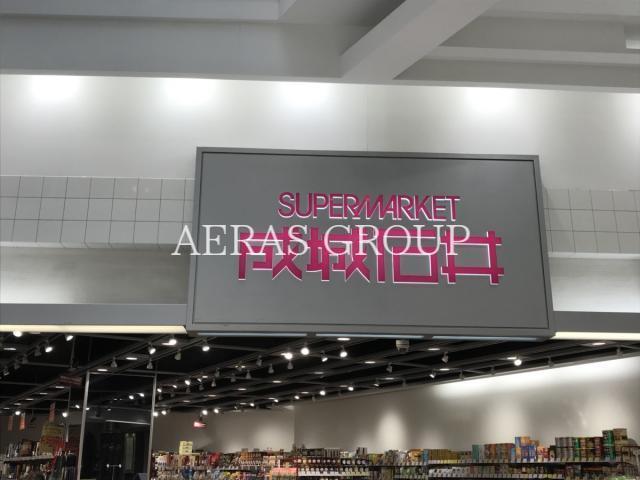 SUPERMARKET
成城石井
AERAS GROUP